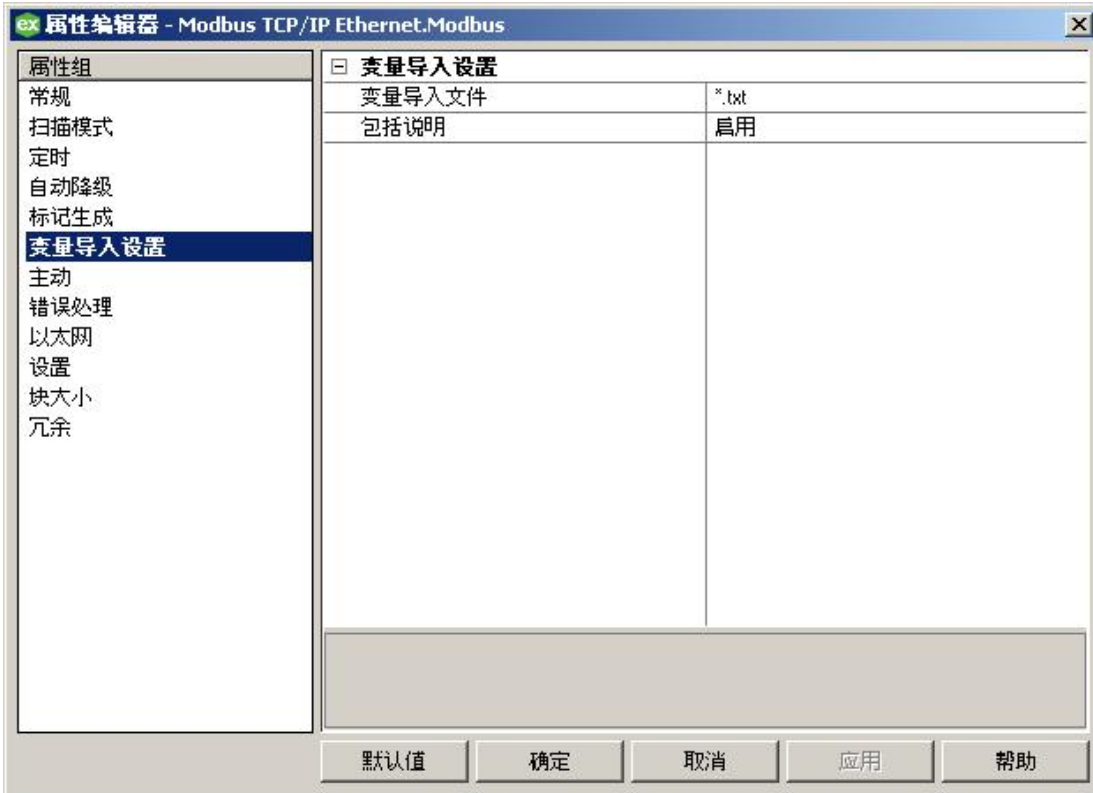 ex 属性编辑器 - Modbus TCP/IP Ethernet.Modbus
属性组
常规
扫描模式
定时
自动降级
标记生成
变量导入设置
主动
错误处理
以太网
设置
块大小
冗余
变量导入设置
变量导入文件 *.txt
包括说明 启用
默认值 确定 取消 应用 帮助